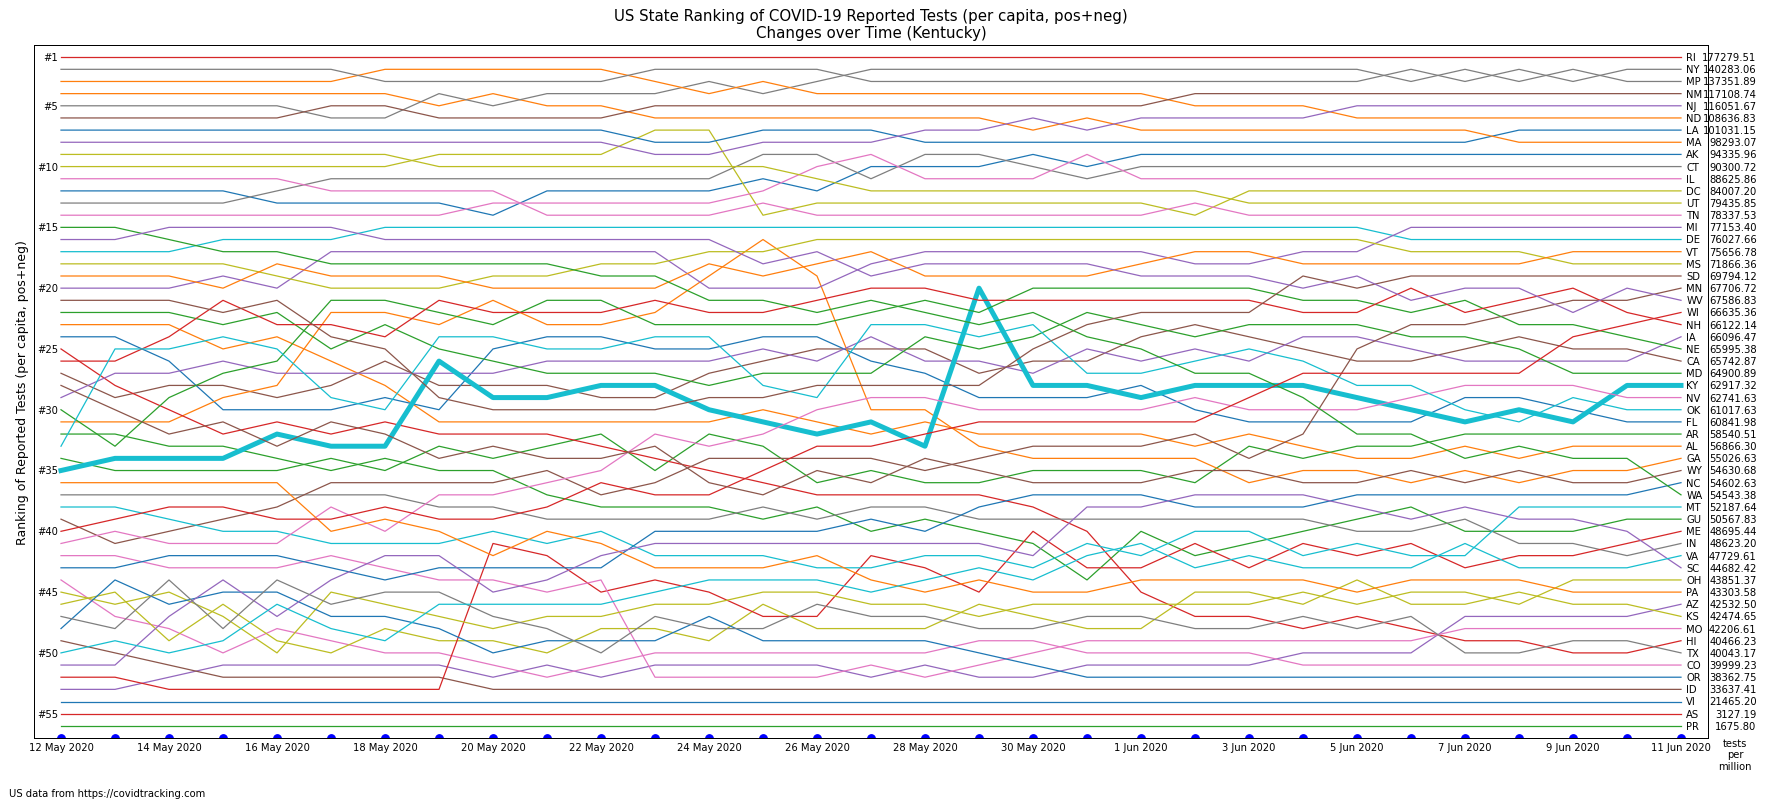 US State Ranking of COVID-19 Reported Tests (per capita, pos+neg)
Changes over Time (Kentucky)
Ranking of Reported Tests (per capita, pos+neg)
#1
#5
#10
#15
#20
#25
#30
#35
#40
#45
#50
#55
RI 177279.51
NY 140283.06
MP 137351.89
NM 117108.74
NJ 116051.67
ND 108636.83
LA 101031.15
MA 98293.07
AK 94335.96
CT 90300.72
IL 88625.86
DC 84007.20
UT 79435.85
TN 78337.53
MI 77153.40
DE 76027.66
VT 75656.78
MS 71866.36
SD 69794.12
MN 67706.72
WV 67586.83
WI 66635.36
NH 66122.14
IA 66096.47
NE 65995.38
CA 65742.87
MD 64900.89
KY 62917.32
NV 62741.63
OK 61017.63
FL 60841.98
AR 58540.51
AL 56866.30
GA 55026.63
WY 54630.68
NC 54602.63
WA 54543.38
MT 52187.64
GU 50567.83
ME 48695.44
IN 48623.20
VA 47729.61
SC 44682.42
OH 43851.37
PA 43303.58
AZ 42532.50
KS 42474.65
MO 42206.61
HI 40466.23
TX 40043.17
CO 39999.23
OR 38362.75
ID 33637.41
VI 21465.20
AS 3127.19
PR 1675.80
12 May 2020 14 May 2020 16 May 2020 18 May 2020 20 May 2020 22 May 2020 24 May 2020 26 May 2020 28 May 2020 30 May 2020 1 Jun 2020 3 Jun 2020 5 Jun 2020 7 Jun 2020 9 Jun 2020 11 Jun 2020
tests
per
million
US data from https://covidtracking.com